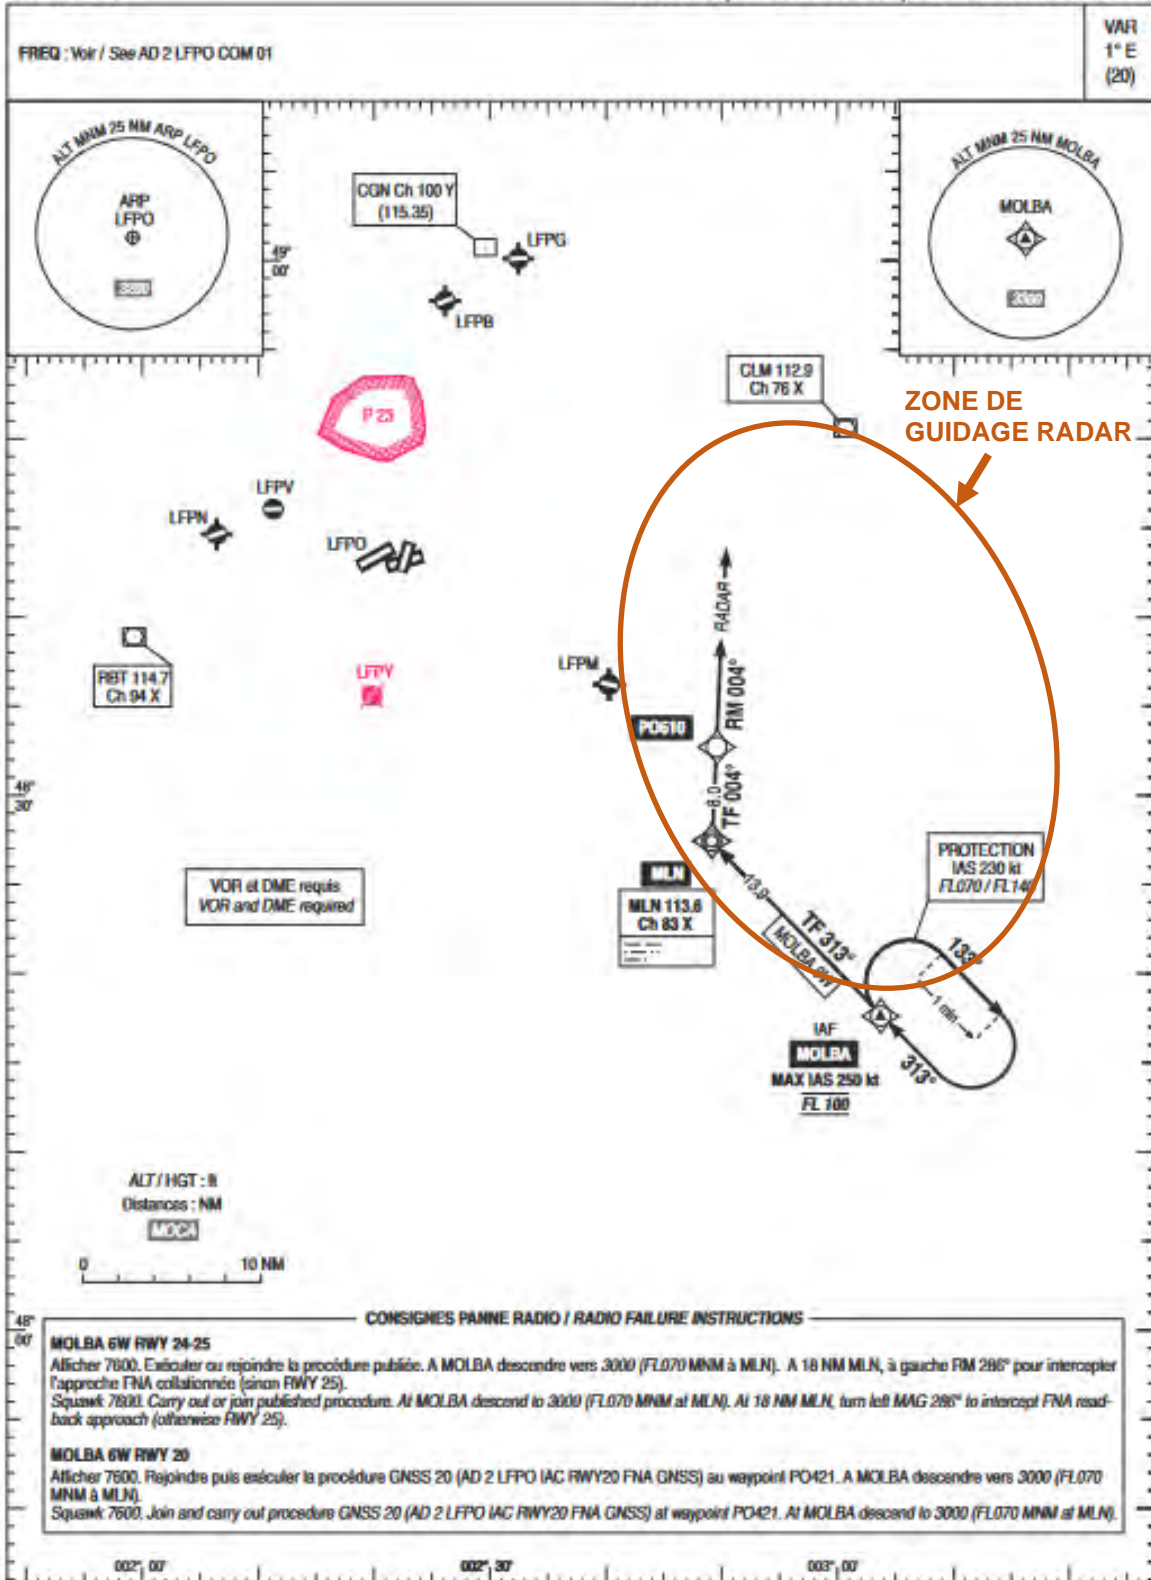 FREQ : Voir / See AD 2 LFPO COM 01
VAR
1° E
(20)
ALT MNM 25 NM ARP LFPO
ARP
LFPO
CGN Ch 100 Y
(115.35)
LFPG
LFPB
49°
00'
ALT MNM 25 NM MOLBA
MOLBA
P 23
CLM 112.9
Ch 76 X
ZONE DE
GUIDAGE RADAR
LFPV
LFPN
LFPO
RADAR
RBT 114.7
Ch 94 X
LFPY
LFPM
RM 004°
PO610
48°
30'
8.0
TF 004°
PROTECTION
IAS 230 kt
FL070 / FL140
VOR et DME requis
VOR and DME required
MLN
MLN 113.6
Ch 83 X
13.9
TF 313°
MOLBA 6W
133°
1 min
313°
IAF
MOLBA
MAX IAS 250 kt
FL 100
ALT / HGT : ft
Distances : NM
MOCA
0 10 NM
48°
00'
CONSIGNES PANNE RADIO / RADIO FAILURE INSTRUCTIONS
MOLBA 6W RWY 24-25
Afficher 7600. Exécuter ou rejoindre la procédure publiée. A MOLBA descendre vers 3000 (FL070 MNM à MLN). A 18 NM MLN, à gauche RM 286° pour intercepter
l'approche FNA collationnée (sinon RWY 25).
Squawk 7600. Carry out or join published procedure. At MOLBA descend to 3000 (FL070 MNM at MLN). At 18 NM MLN, turn left MAG 286° to intercept FNA read-
back approach (otherwise RWY 25).
MOLBA 6W RWY 20
Afficher 7600. Rejoindre puis exécuter la procédure GNSS 20 (AD 2 LFPO IAC RWY20 FNA GNSS) au waypoint PO421. A MOLBA descendre vers 3000 (FL070
MNM à MLN).
Squawk 7600. Join and carry out procedure GNSS 20 (AD 2 LFPO IAC RWY20 FNA GNSS) at waypoint PO421. At MOLBA descend to 3000 (FL070 MNM at MLN).
002° 00' 002° 30' 003° 00'